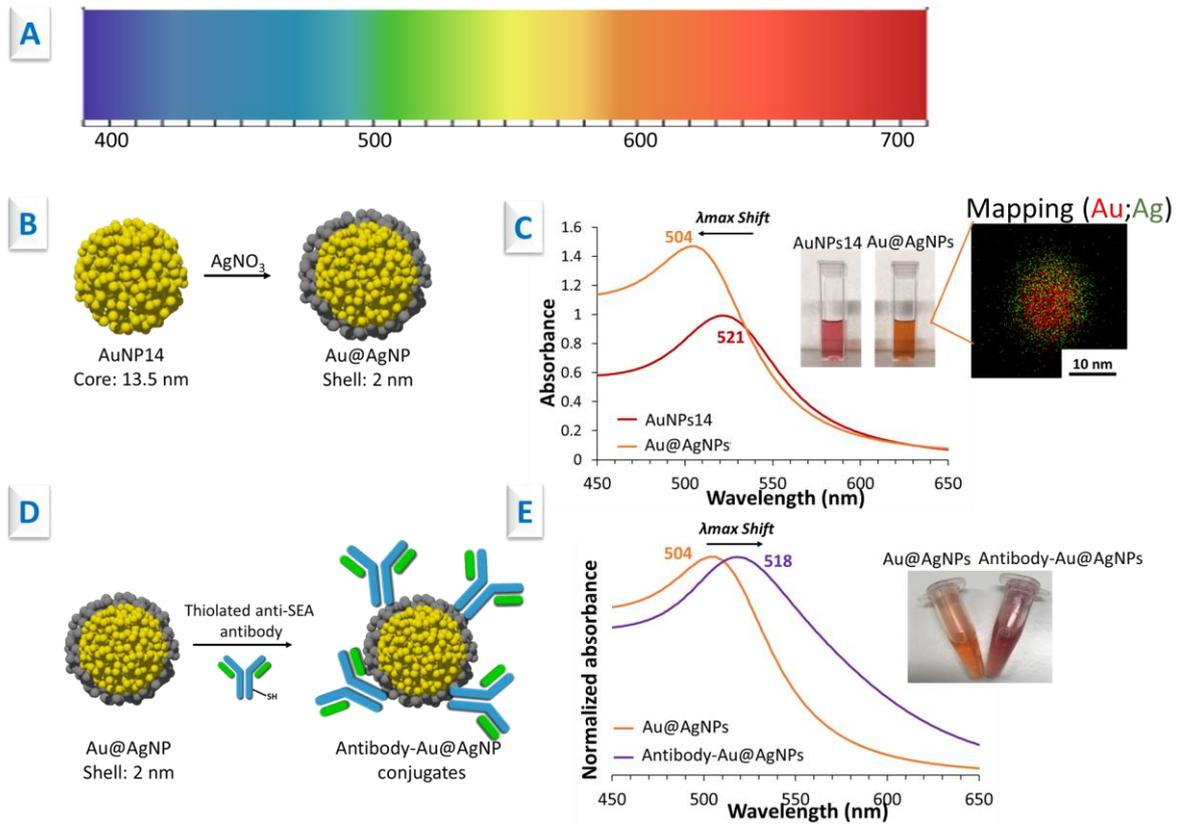 A
400 500 600 700
B
AgNO3
AuNP14
Core: 13.5 nm
Au@AgNP
Shell: 2 nm
C
λmax Shift
504
521
1.6
1.4
1.2
1
0.8
0.6
0.4
0.2
0
Absorbance
AuNPs14
Au@AgNPs
450 500 550 600 650
Wavelength (nm)
AuNPs14 Au@AgNPs
Mapping (Au;Ag)
10 nm
D
Thiolated anti-SEA
antibody
SH
Au@AgNP
Shell: 2 nm
Antibody-Au@AgNP
conjugates
E
λmax Shift
504
518
Normalized absorbance
Au@AgNPs
Antibody-Au@AgNPs
450 500 550 600 650
Wavelength (nm)
Au@AgNPs Antibody-Au@AgNPs